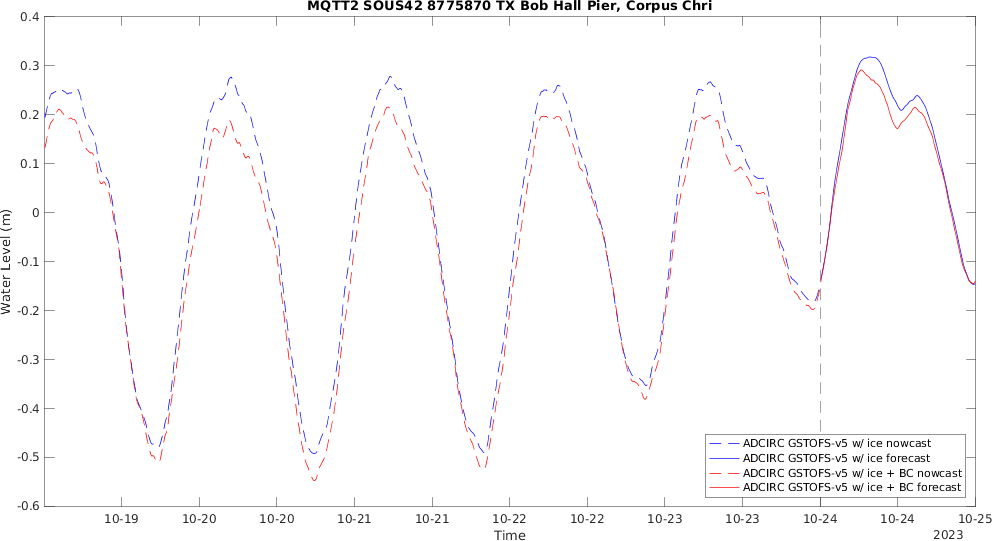 MQTT2 SOUS42 8775870 TX Bob Hall Pier, Corpus Chri
0.4
0.3
0.2
0.1
0
-0.1
-0.2
-0.3
-0.4
-0.5
-0.6
Water Level (m)
ADCIRC GSTOFS-v5 w/ ice nowcast
ADCIRC GSTOFS-v5 w/ ice forecast
ADCIRC GSTOFS-v5 w/ ice + BC nowcast
ADCIRC GSTOFS-v5 w/ ice + BC forecast
10-19 10-20 10-20 10-21 10-21 10-22 10-22 10-23 10-23 10-24 10-24 10-25
Time 2023